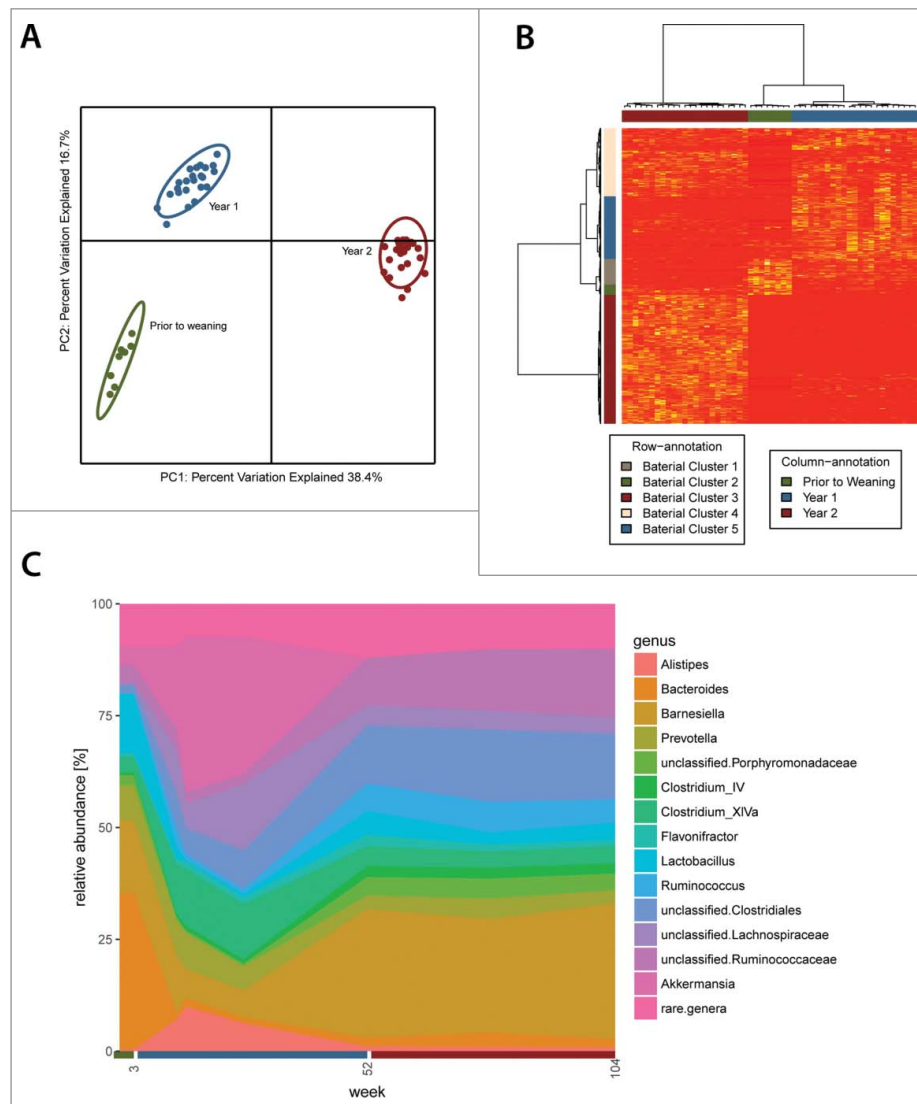 A
PC2: Percent Variation Explained 16.7%
Year 1
Year 2
Prior to weaning
PC1: Percent Variation Explained 38.4%
B
Row-annotation
Baterial Cluster 1
Baterial Cluster 2
Baterial Cluster 3
Baterial Cluster 4
Baterial Cluster 5
Column-annotation
Prior to Weaning
Year 1
Year 2
C
relative abundance [%]
100
75
50
25
0
3
52
104
week
genus
Alistipes
Bacteroides
Barnesiella
Prevotella
unclassified.Porphyromonadaceae
Clostridium_IV
Clostridium_XIVa
Flavonifractor
Lactobacillus
Ruminococcus
unclassified.Clostridiales
unclassified.Lachnospiraceae
unclassified.Ruminococcaceae
Akkermansia
rare.genera